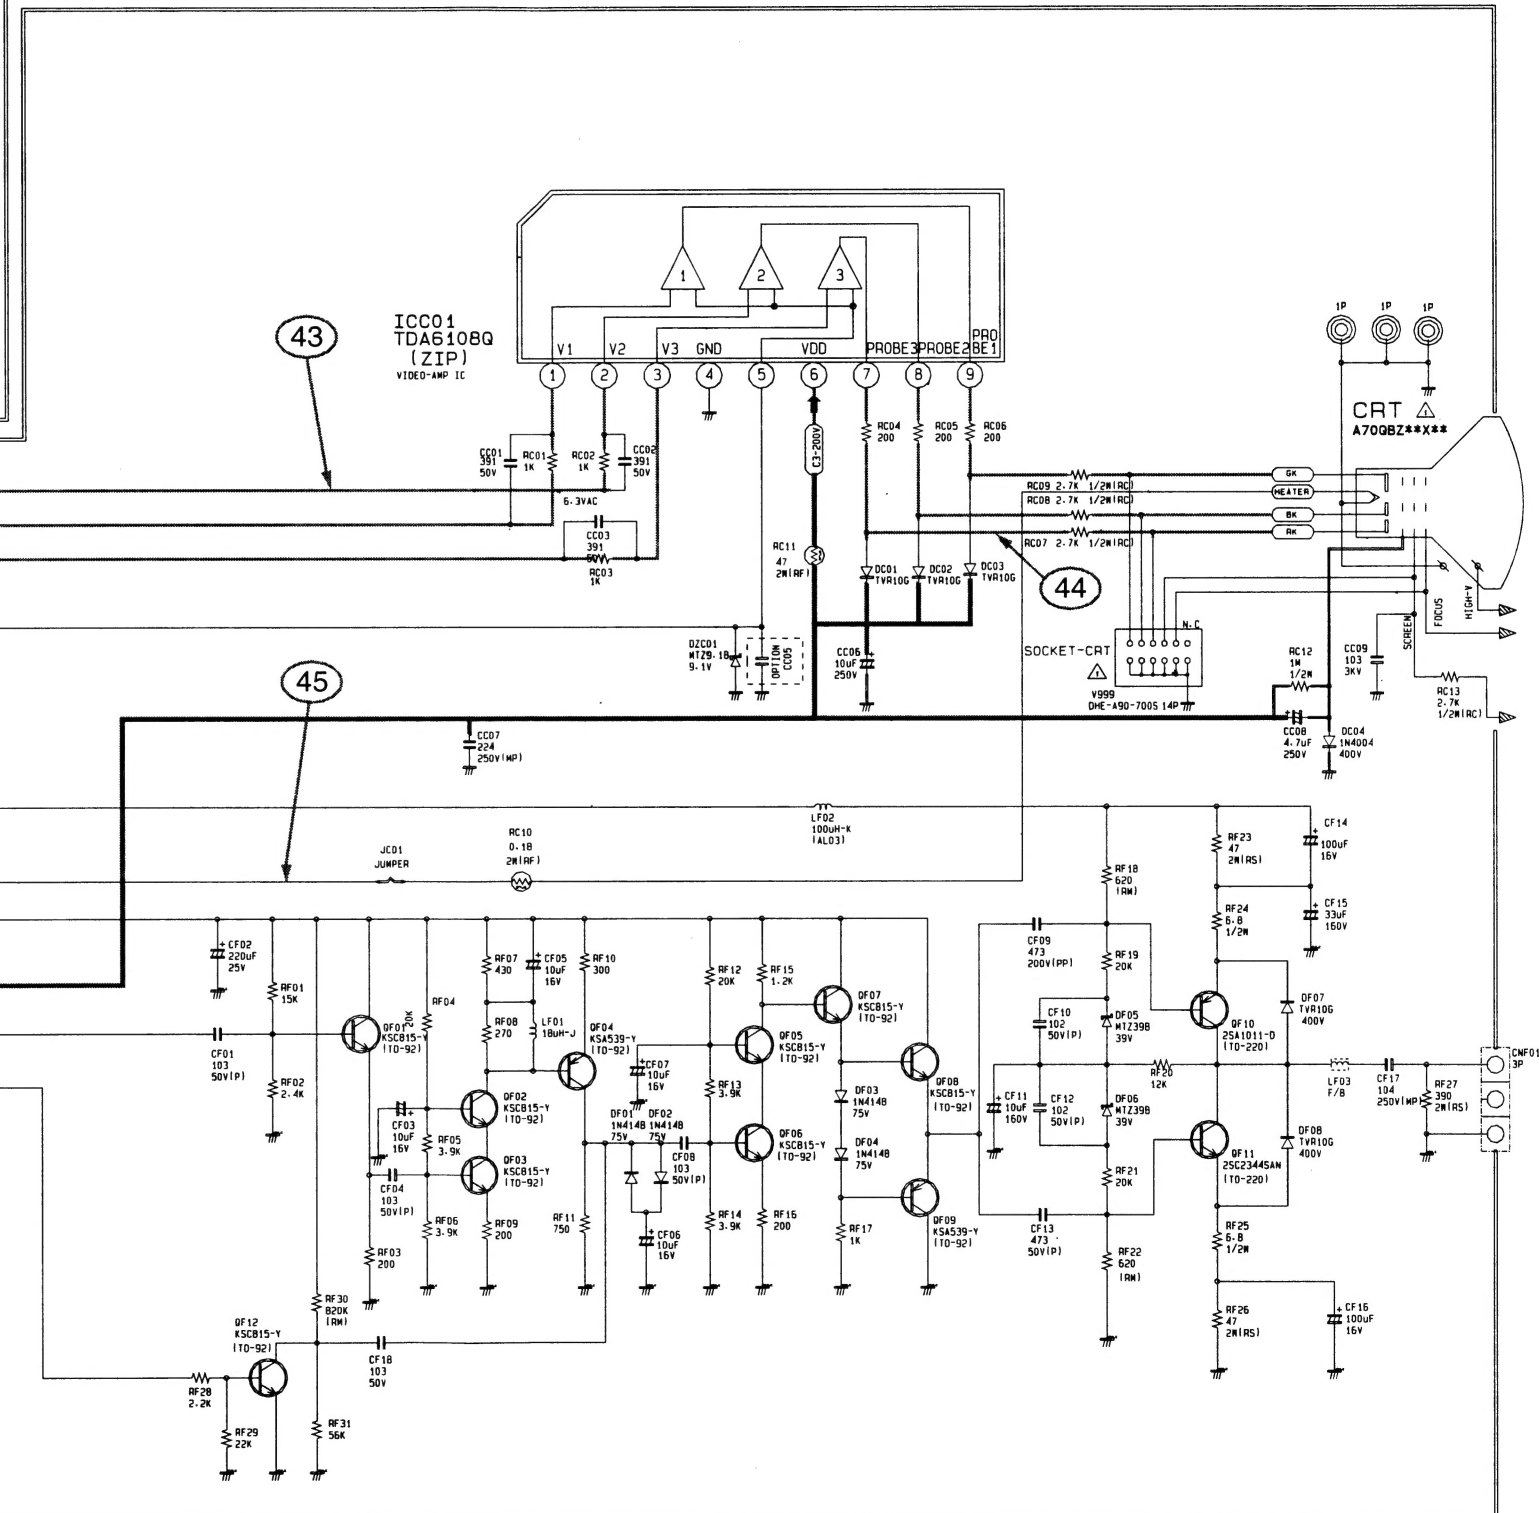 43
ICC01
TDA6108Q
(ZIP)
VIDEO-AMP IC
1
2
3
V1
V2
V3
GND
VDD
PROBE3
PROBE2
PRO
BE1
1
2
3
4
5
6
7
8
9
1P
1P
1P
CRT
A70QBZ**X**
CC01
391
50V
RC01
1K
RC02
1K
CC02
391
50V
C3-200V
RC04
200
RC05
200
RC06
200
6.3VAC
CC03
391
50V
RC03
1K
RC09 2.7K 1/2W(RC)
RC08 2.7K 1/2W(RC)
RC07 2.7K 1/2W(RC)
GK
HEATER
BK
RK
RC11
47
2W(RF)
DC01
TVR10G
DC02
TVR10G
DC03
TVR10G
44
N.C
SOCKET-CRT
V999
DHE-A90-700S 14P
SCREEN
FOCUS
HIGH-V
DZC01
MTZ9.1B
9.1V
OPTION
CC05
CC06
10uF
250V
RC12
1M
1/2W
CC09
103
3KV
RC13
2.7K
1/2W(RC)
45
CC07
224
250V(MP)
CC08
4.7uF
250V
DC04
1N4004
400V
LF02
100uH-K
(AL03)
JC01
JUMPER
RC10
0.18
2W(RF)
RF18
620
(RM)
RF23
47
2W(RS)
CF14
100uF
16V
RF24
6.8
1/2W
CF15
33uF
160V
CF02
220uF
25V
RF01
15K
RF04
20K
RF07
430
CF05
10uF
16V
RF10
300
RF12
20K
RF15
1.2K
CF09
473
200V(PP)
RF19
20K
CF01
103
50V(P)
RF02
2.4K
QF01
KSC815-Y
(TO-92)
RF08
270
LF01
18uH-J
QF04
KSA539-Y
(TO-92)
CF07
10uF
16V
QF05
KSC815-Y
(TO-92)
QF07
KSC815-Y
(TO-92)
CF10
102
50V(P)
DF05
MTZ39B
39V
QF10
2SA1011-D
(TO-220)
DF07
TVR10G
400V
QF02
KSC815-Y
(TO-92)
CF03
10uF
16V
RF05
3.9K
DF01
1N4148
75V
DF02
1N4148
75V
RF13
3.9K
DF03
1N4148
75V
QF08
KSC815-Y
(TO-92)
CF11
10uF
160V
CF12
102
50V(P)
DF06
MTZ39B
39V
RF20
12K
LF03
F/B
CF17
104
250V(MP)
RF27
390
2W(RS)
CNF01
3P
QF03
KSC815-Y
(TO-92)
CF04
103
50V(P)
CF08
103
50V(P)
QF06
KSC815-Y
(TO-92)
DF04
1N4148
75V
RF21
20K
QF11
2SC2344SAN
(TO-220)
DF08
TVR10G
400V
RF03
200
RF06
3.9K
RF09
200
RF11
750
CF06
10uF
16V
RF14
3.9K
RF16
200
RF17
1K
QF09
KSA539-Y
(TO-92)
CF13
473
50V(P)
RF22
620
(RM)
RF25
6.8
1/2W
RF30
820K
(RM)
RF26
47
2W(RS)
CF16
100uF
16V
QF12
KSC815-Y
(TO-92)
CF18
103
50V
RF28
2.2K
RF29
22K
RF31
56K